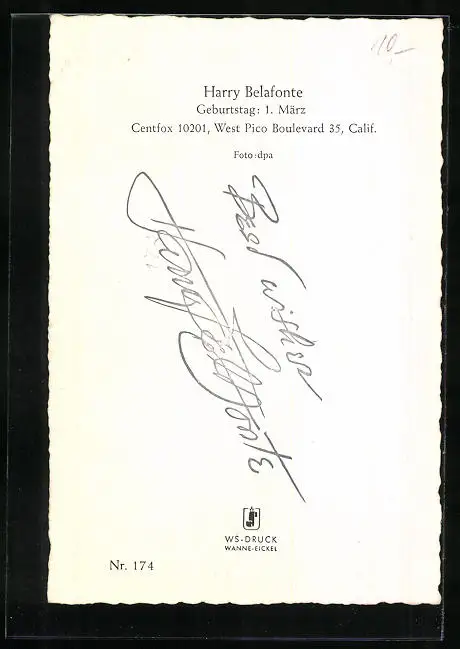 10,–
Harry Belafonte
Geburtstag: 1. März
Centfox 10201, West Pico Boulevard 35, Calif.
Foto:dpa
Best wishes
Harry Belafonte
WS-DRUCK
WANNE-EICKEL
Nr. 174